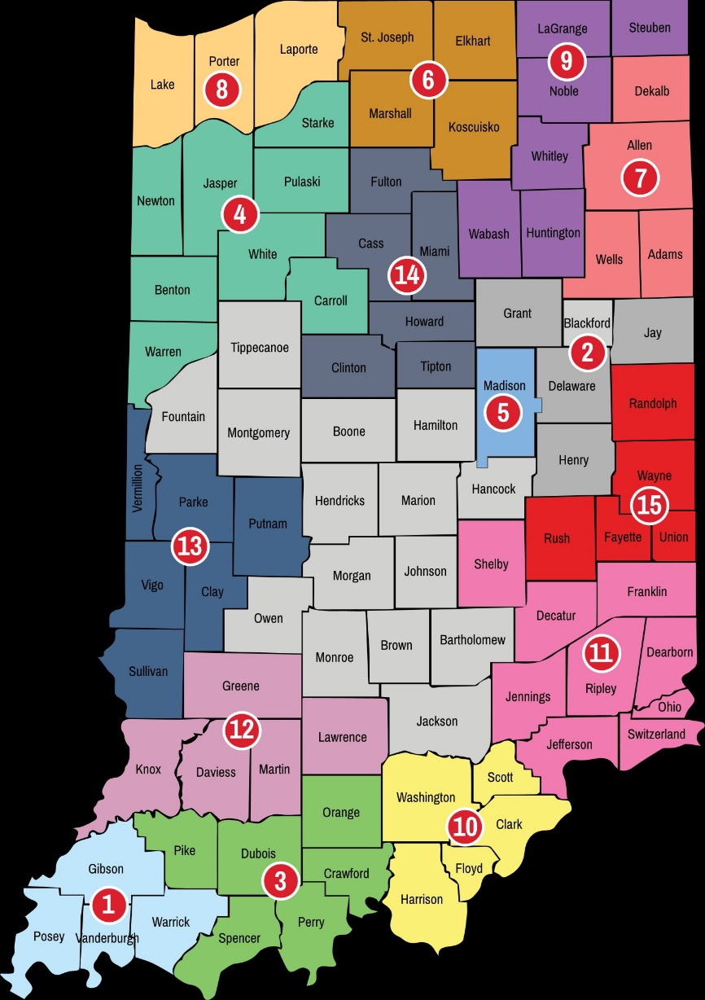 LaGrange
Steuben
St. Joseph
Elkhart
Laporte
Porter
9
Lake
8
6
Noble
Dekalb
Marshall
Starke
Koscuisko
Allen
Whitley
7
Jasper
Pulaski
Fulton
Newton
4
Wabash
Huntington
Cass
Miami
White
Wells
Adams
14
Benton
Carroll
Grant
Howard
Blackford
Jay
Tippecanoe
Warren
2
Clinton
Tipton
Madison
Delaware
Randolph
5
Fountain
Hamilton
Montgomery
Boone
Henry
Wayne
Vermillion
Hancock
Parke
Hendricks
Marion
15
Putnam
Rush
Fayette
Union
13
Shelby
Vigo
Clay
Morgan
Johnson
Franklin
Owen
Decatur
Monroe
Brown
Bartholomew
11
Dearborn
Sullivan
Greene
Jennings
Ripley
Ohio
Jackson
12
Lawrence
Switzerland
Jefferson
Knox
Daviess
Martin
Scott
Washington
Orange
10
Clark
Pike
Dubois
Gibson
Crawford
Floyd
3
Harrison
1
Warrick
Perry
Posey
Vanderburgh
Spencer